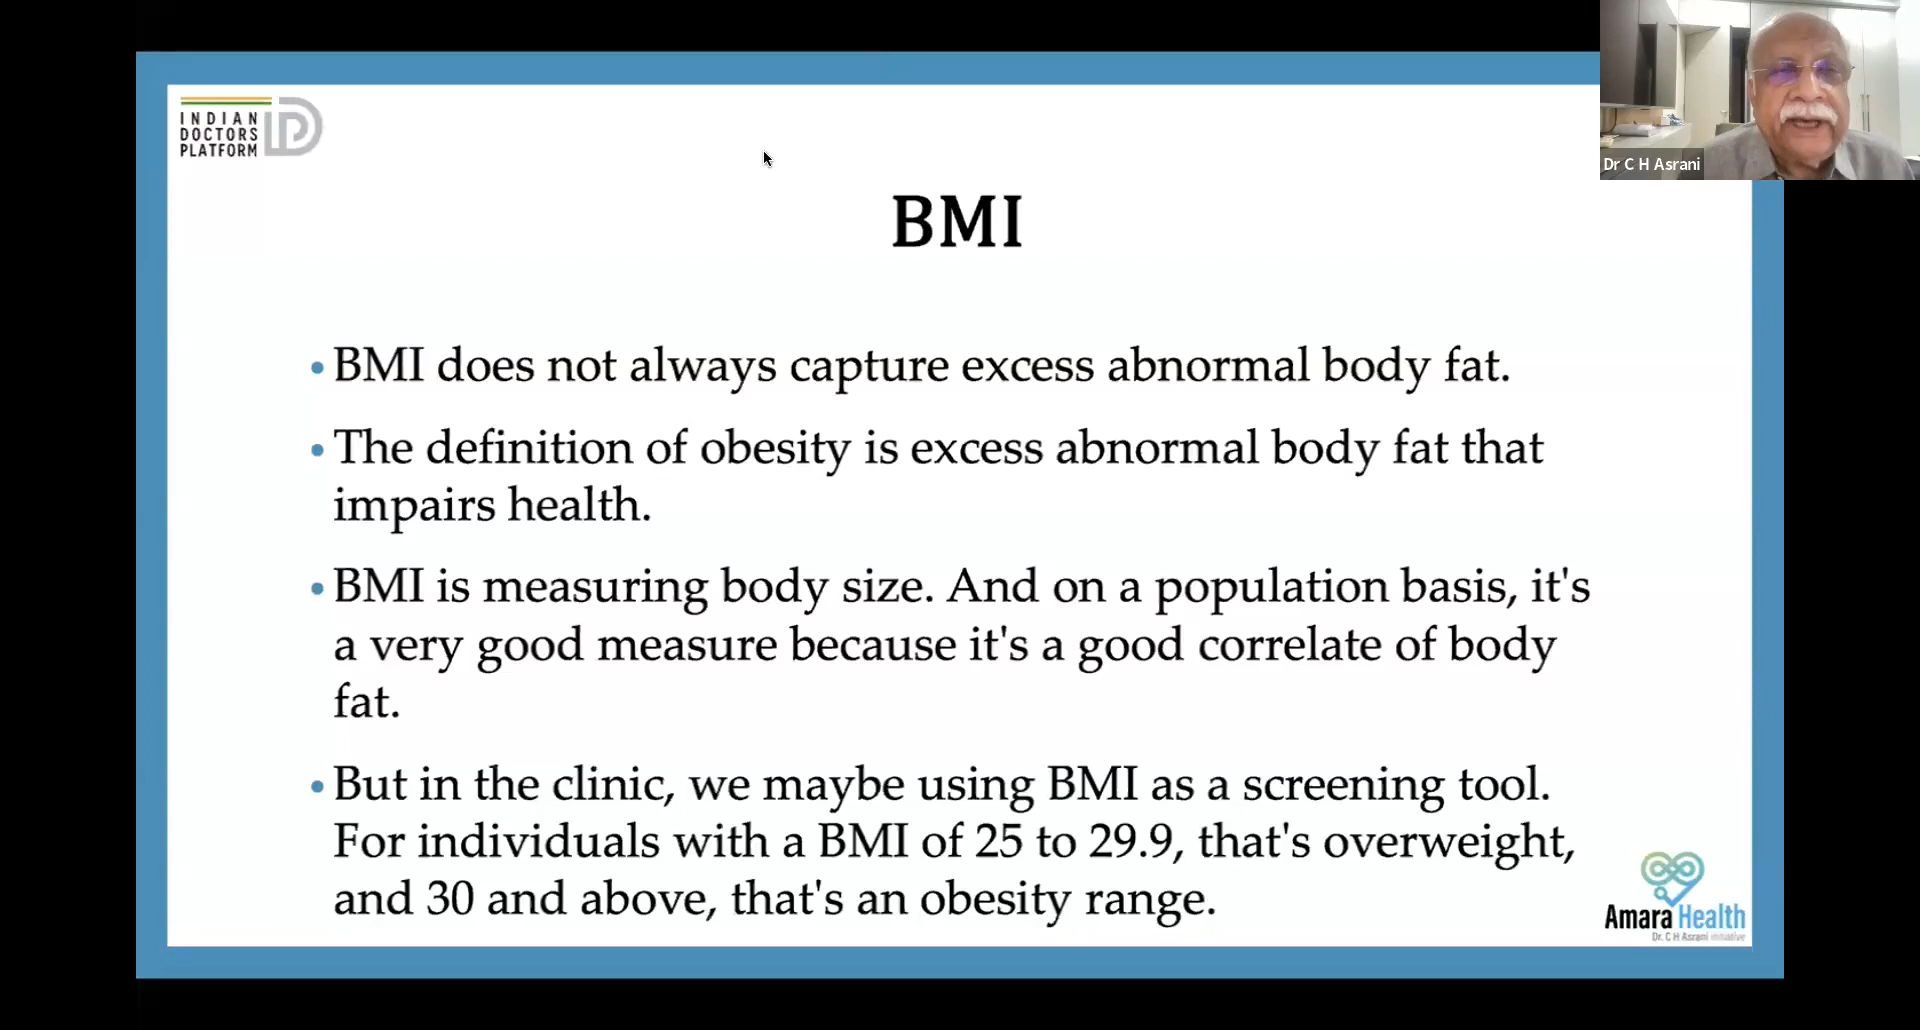 INDIAN
DOCTORS
PLATFORM
Dr C H Asrani
BMI
• BMI does not always capture excess abnormal body fat.
• The definition of obesity is excess abnormal body fat that
impairs health.
• BMI is measuring body size. And on a population basis, it's
a very good measure because it's a good correlate of body
fat.
• But in the clinic, we maybe using BMI as a screening tool.
For individuals with a BMI of 25 to 29.9, that's overweight,
and 30 and above, that's an obesity range.
Amara Health
Dr. C H Asrani initiative